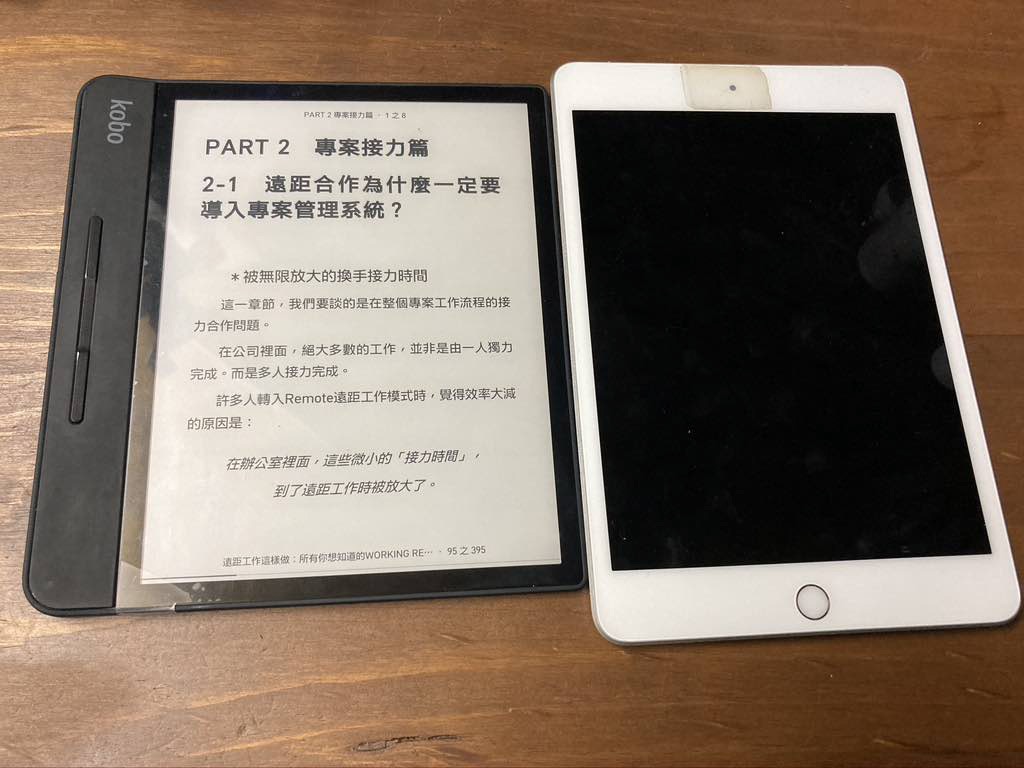 kobo
PART 2 專案接力篇 · 1 之 8
PART 2 專案接力篇
2-1 遠距合作為什麼一定要
導入專案管理系統？
＊被無限放大的換手接力時間
這一章節，我們要談的是在整個專案工作流程的接
力合作問題。
在公司裡面，絕大多數的工作，並非是由一人獨力
完成。而是多人接力完成。
許多人轉入Remote遠距工作模式時，覺得效率大減
的原因是：
在辦公室裡面，這些微小的「接力時間」，
到了遠距工作時被放大了。
遠距工作這樣做：所有你想知道的WORKING RE⋯ · 95 之 395